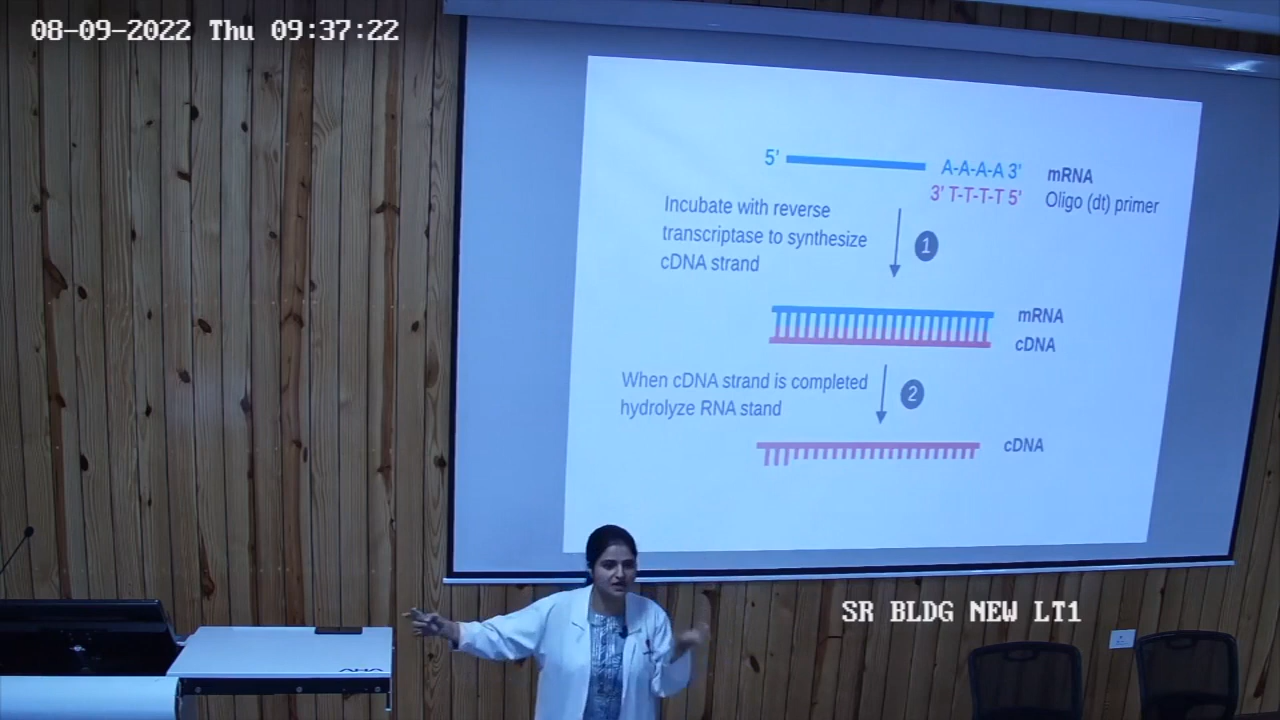 08-09-2022 Thu 09:37:22
5' A-A-A-A 3' mRNA
3' T-T-T-T 5' Oligo (dt) primer
Incubate with reverse
transcriptase to synthesize
cDNA strand
1
mRNA
cDNA
When cDNA strand is completed
hydrolyze RNA stand
2
cDNA
SR BLDG NEW LT1
AHA